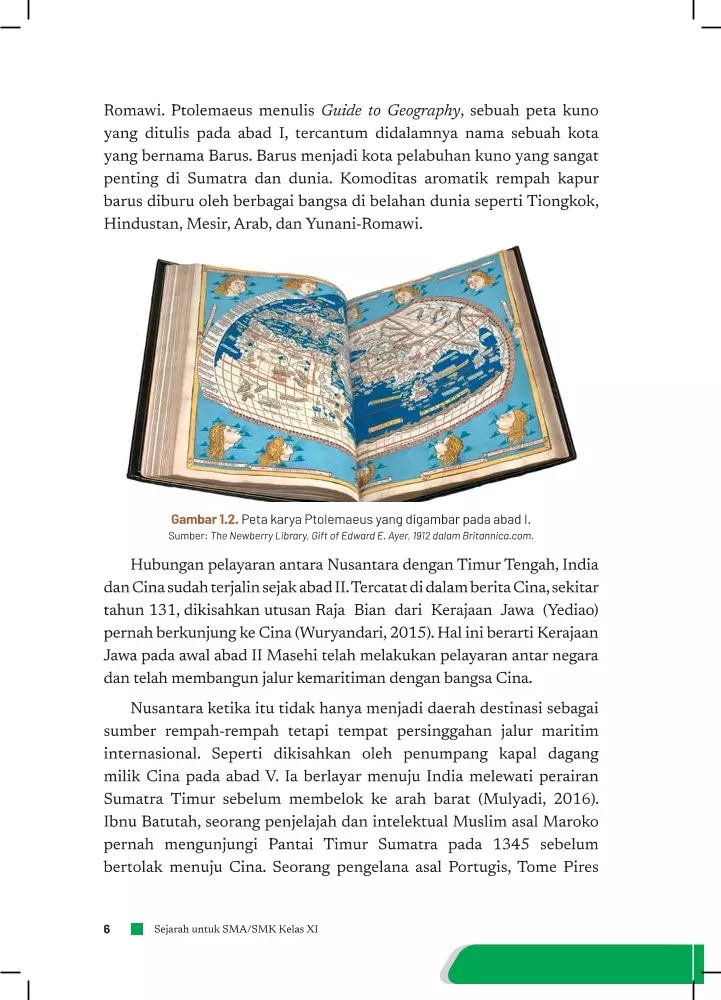 Romawi. Ptolemaeus menulis Guide to Geography, sebuah peta kuno
yang ditulis pada abad I, tercantum didalamnya nama sebuah kota
yang bernama Barus. Barus menjadi kota pelabuhan kuno yang sangat
penting di Sumatra dan dunia. Komoditas aromatik rempah kapur
barus diburu oleh berbagai bangsa di belahan dunia seperti Tiongkok,
Hindustan, Mesir, Arab, dan Yunani-Romawi.
Gambar 1.2. Peta karya Ptolemaeus yang digambar pada abad I.
Sumber: The Newberry Library, Gift of Edward E. Ayer, 1912 dalam Britannica.com.
Hubungan pelayaran antara Nusantara dengan Timur Tengah, India
dan Cina sudah terjalin sejak abad II. Tercatat di dalam berita Cina, sekitar
tahun 131, dikisahkan utusan Raja Bian dari Kerajaan Jawa (Yediao)
pernah berkunjung ke Cina (Wuryandari, 2015). Hal ini berarti Kerajaan
Jawa pada awal abad II Masehi telah melakukan pelayaran antar negara
dan telah membangun jalur kemaritiman dengan bangsa Cina.
Nusantara ketika itu tidak hanya menjadi daerah destinasi sebagai
sumber rempah-rempah tetapi tempat persinggahan jalur maritim
internasional. Seperti dikisahkan oleh penumpang kapal dagang
milik Cina pada abad V. Ia berlayar menuju India melewati perairan
Sumatra Timur sebelum membelok ke arah barat (Mulyadi, 2016).
Ibnu Batutah, seorang penjelajah dan intelektual Muslim asal Maroko
pernah mengunjungi Pantai Timur Sumatra pada 1345 sebelum
bertolak menuju Cina. Seorang pengelana asal Portugis, Tome Pires
6 Sejarah untuk SMA/SMK Kelas XI